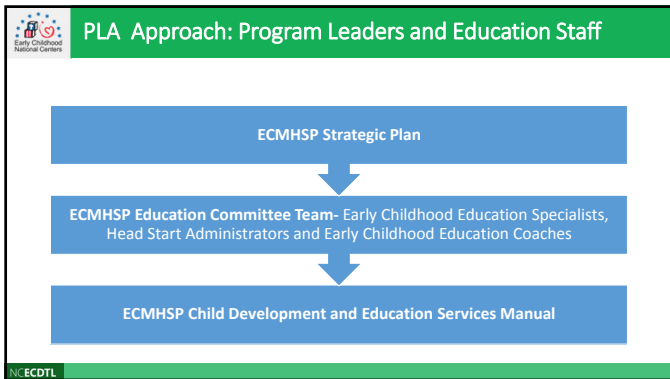 Early Childhood
National Centers
PLA Approach: Program Leaders and Education Staff
ECMHSP Strategic Plan
ECMHSP Education Committee Team- Early Childhood Education Specialists,
Head Start Administrators and Early Childhood Education Coaches
ECMHSP Child Development and Education Services Manual
NCECDTL